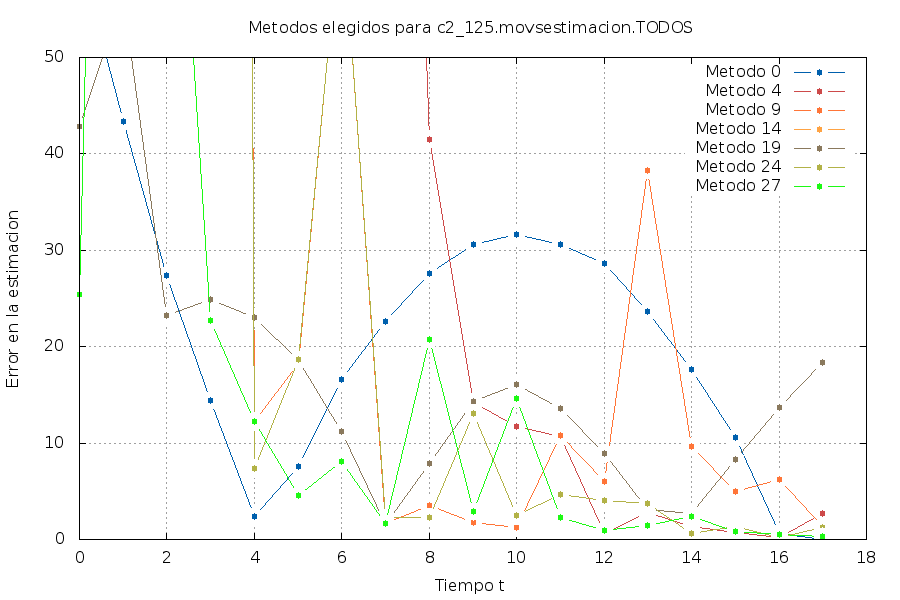 Metodos elegidos para c2_125.movsestimacion.TODOS
Error en la estimacion
50
40
30
20
10
0
0 2 4 6 8 10 12 14 16 18
Tiempo t
Metodo 0
Metodo 4
Metodo 9
Metodo 14
Metodo 19
Metodo 24
Metodo 27